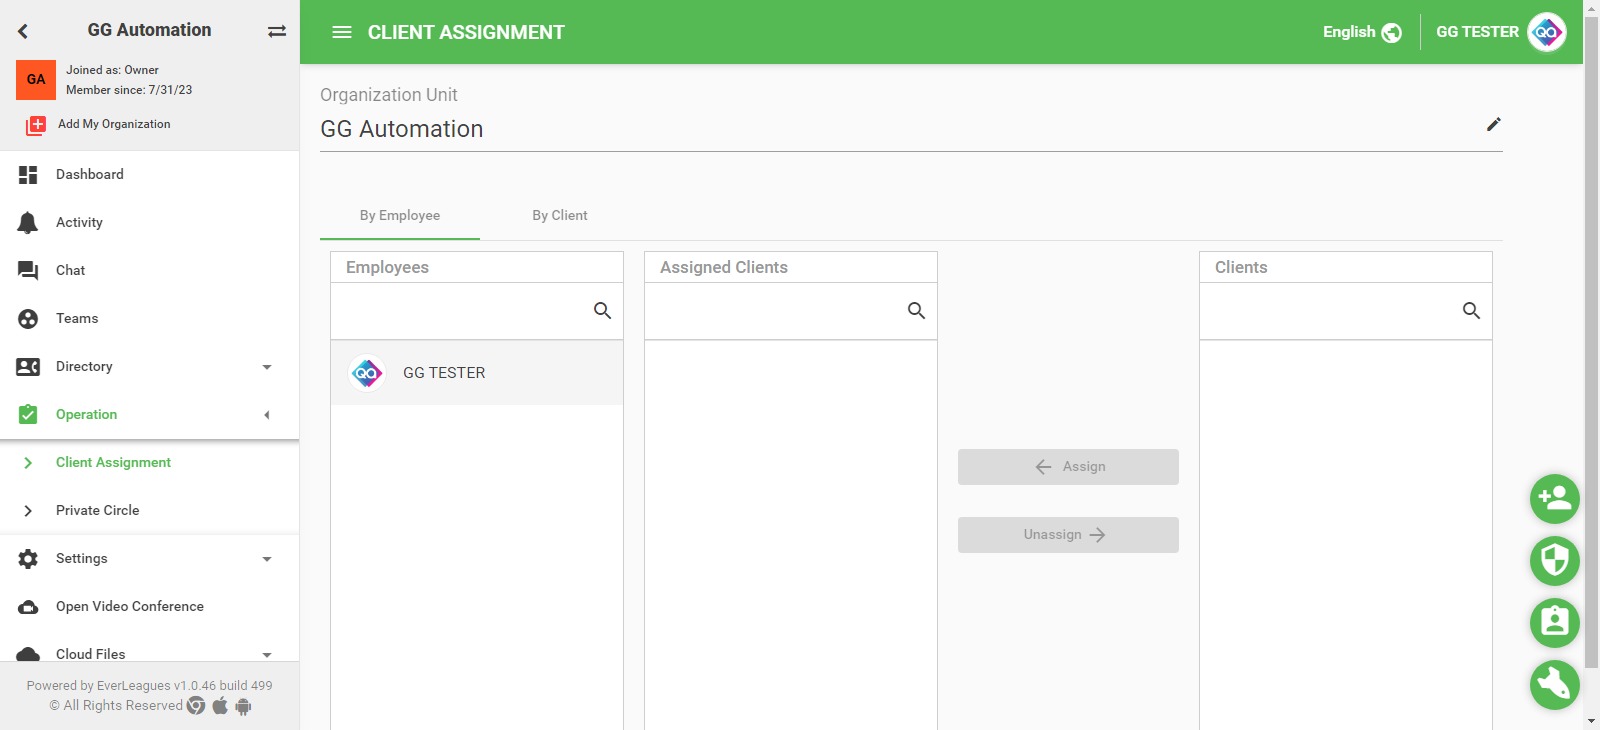 GG Automation
GA
Joined as: Owner
Member since: 7/31/23
Add My Organization
Dashboard
Activity
Chat
Teams
Directory
Operation
Client Assignment
Private Circle
Settings
Open Video Conference
Cloud Files
Powered by EverLeagues v1.0.46 build 499
© All Rights Reserved
CLIENT ASSIGNMENT
English
GG TESTER
QA
Organization Unit
GG Automation
By Employee
By Client
Employees
Assigned Clients
Clients
QA
GG TESTER
Assign
Unassign